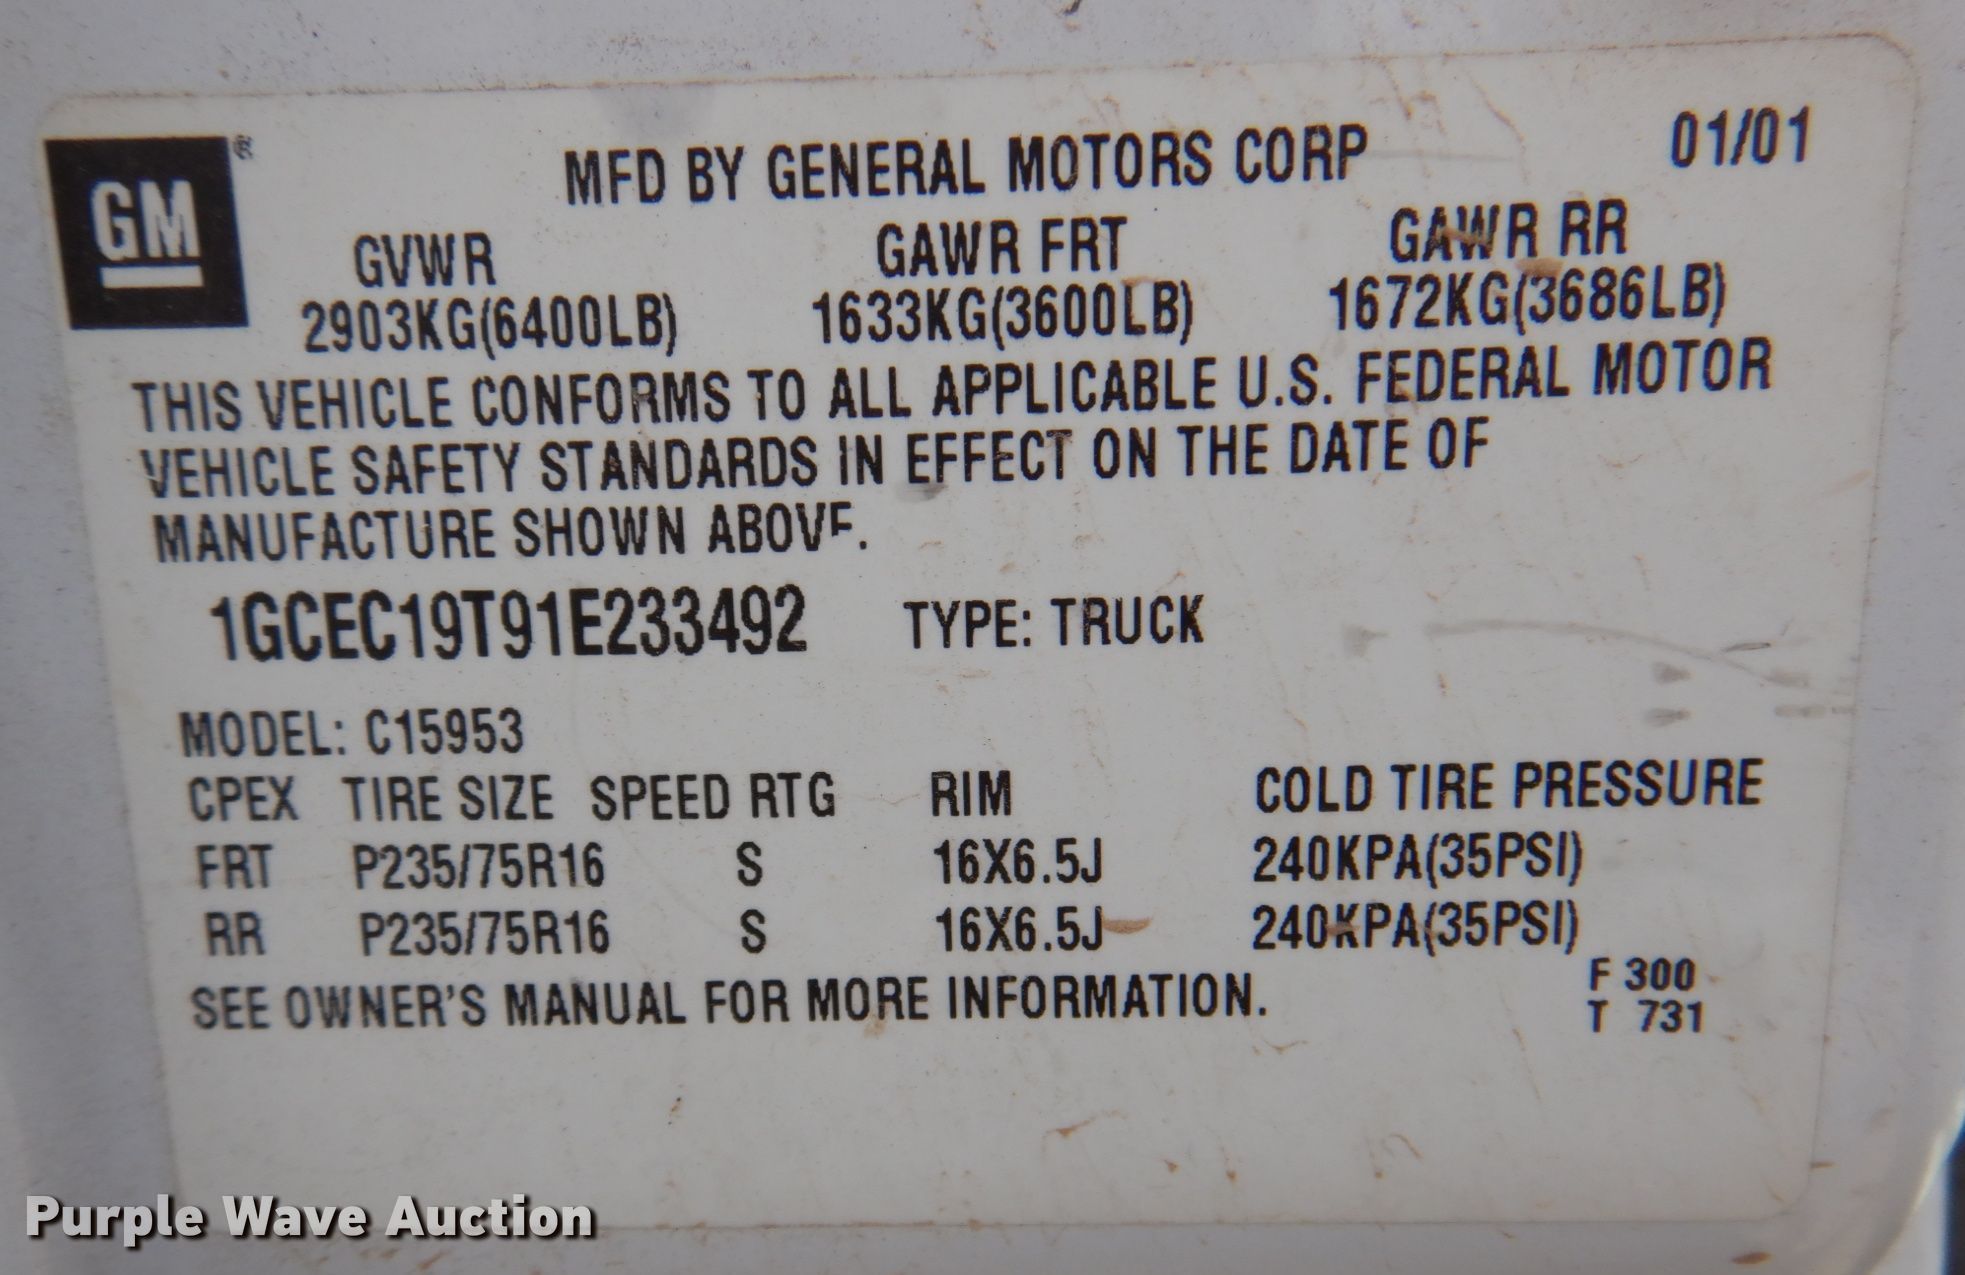 GM®
MFD BY GENERAL MOTORS CORP 01/01
GVWR GAWR FRT GAWR RR
2903KG(6400LB) 1633KG(3600LB) 1672KG(3686LB)
THIS VEHICLE CONFORMS TO ALL APPLICABLE U.S. FEDERAL MOTOR
VEHICLE SAFETY STANDARDS IN EFFECT ON THE DATE OF
MANUFACTURE SHOWN ABOVE.
1GCEC19T91E233492 TYPE: TRUCK
MODEL: C15953
CPEX TIRE SIZE SPEED RTG RIM COLD TIRE PRESSURE
FRT P235/75R16 S 16X6.5J 240KPA(35PSI)
RR P235/75R16 S 16X6.5J 240KPA(35PSI)
SEE OWNER'S MANUAL FOR MORE INFORMATION.
F 300
T 731
Purple Wave Auction